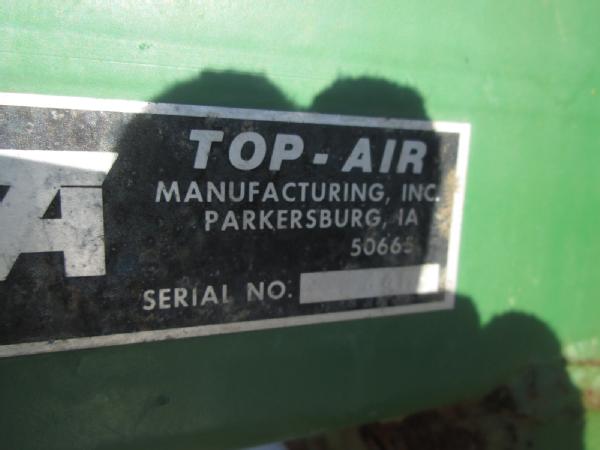 TOP - AIR
MANUFACTURING, INC.
PARKERSBURG, IA
50665
SERIAL NO.